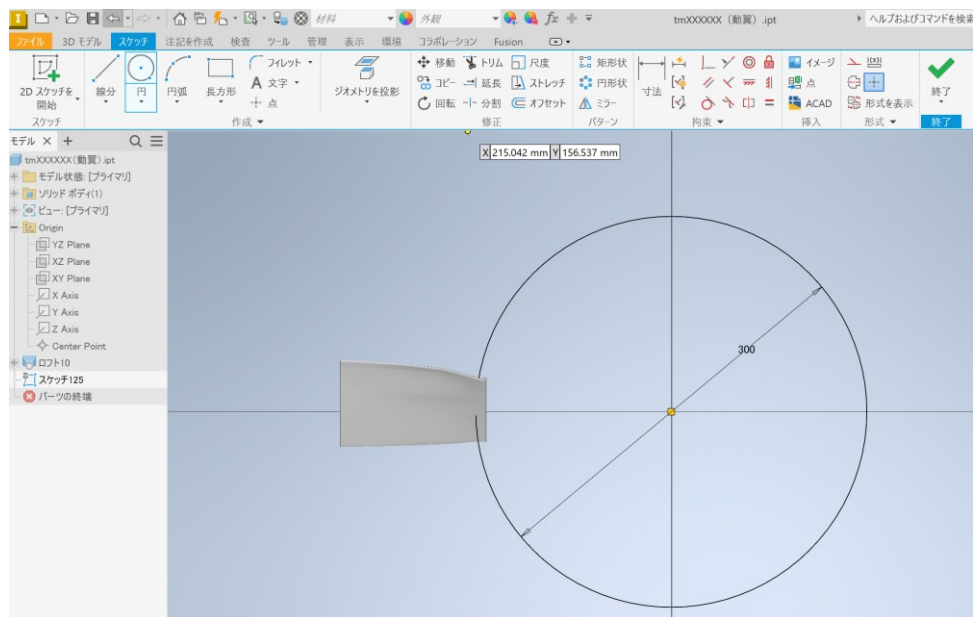 材料
外観
fx
tmXXXXXX (動翼) .ipt
ヘルプおよびコマンドを検索
ファイル 3D モデル スケッチ 注記を作成 検査 ツール 管理 表示 環境 コラボレーション Fusion
2D スケッチを
開始
線分
円
円弧
長方形
フィレット
A 文字
点
ジオメトリを投影
移動 トリム 尺度
コピー 延長 ストレッチ
回転 分割 オフセット
矩形状
円形状
ミラー
寸法
イメージ
点
ACAD
形式を表示
終了
スケッチ 作成 修正 パターン 拘束 挿入 形式 終了
モデル
tmXXXXXX(動翼).ipt
モデル状態: [プライマリ]
ソリッド ボディ(1)
ビュー: [プライマリ]
Origin
YZ Plane
XZ Plane
XY Plane
X Axis
Y Axis
Z Axis
Center Point
ロフト10
スケッチ125
パーツの終端
X 215.042 mm Y 156.537 mm
300